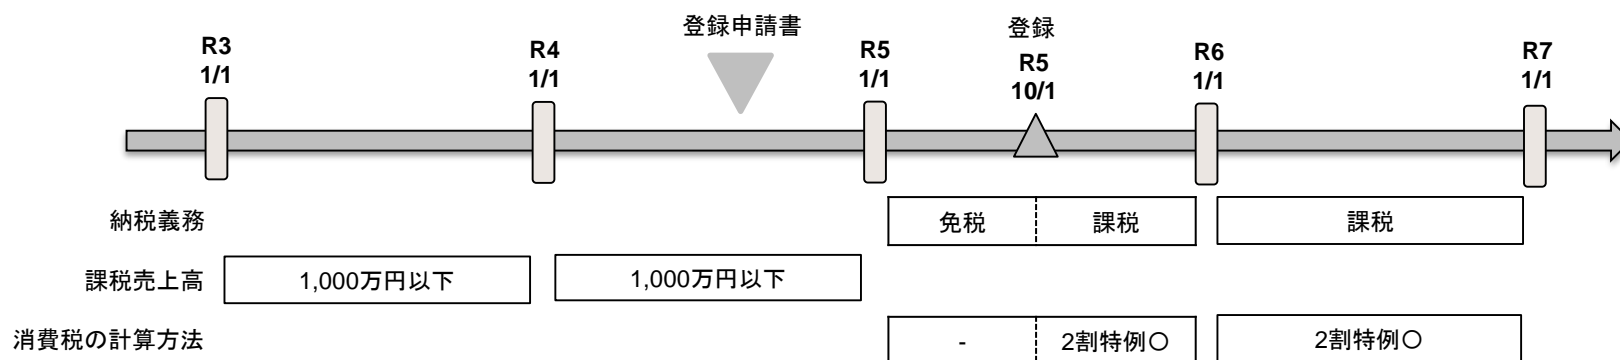 登録申請書
登録
R3
1/1
R4
1/1
R5
1/1
R5
10/1
R6
1/1
R7
1/1
納税義務
免税
課税
課税
課税売上高
1,000万円以下
1,000万円以下
消費税の計算方法
-
2割特例〇
2割特例〇